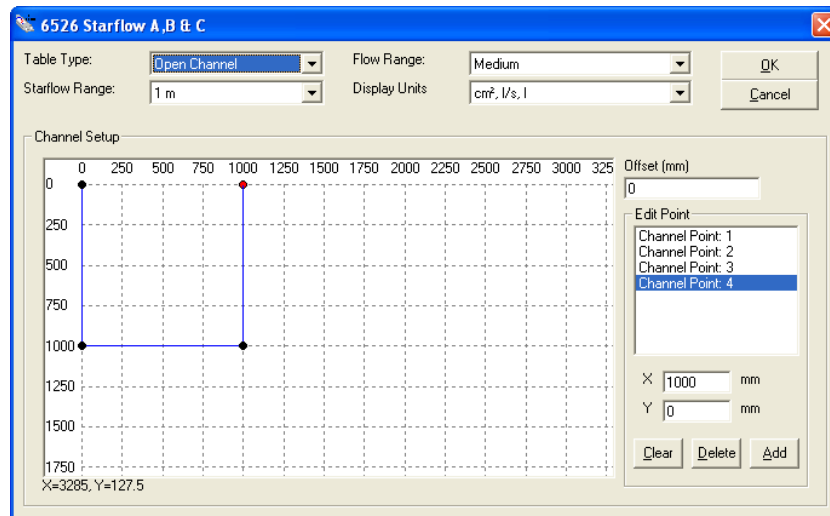 6526 Starflow A,B & C
Table Type: Open Channel Flow Range: Medium OK
Starflow Range: 1 m Display Units cm², l/s, l Cancel
Channel Setup
0 250 500 750 1000 1250 1500 1750 2000 2250 2500 2750 3000 325
0
250
500
750
1000
1250
1500
1750
X=3285, Y=127.5
Offset (mm)
0
Edit Point
Channel Point: 1
Channel Point: 2
Channel Point: 3
Channel Point: 4
X 1000 mm
Y 0 mm
Clear Delete Add